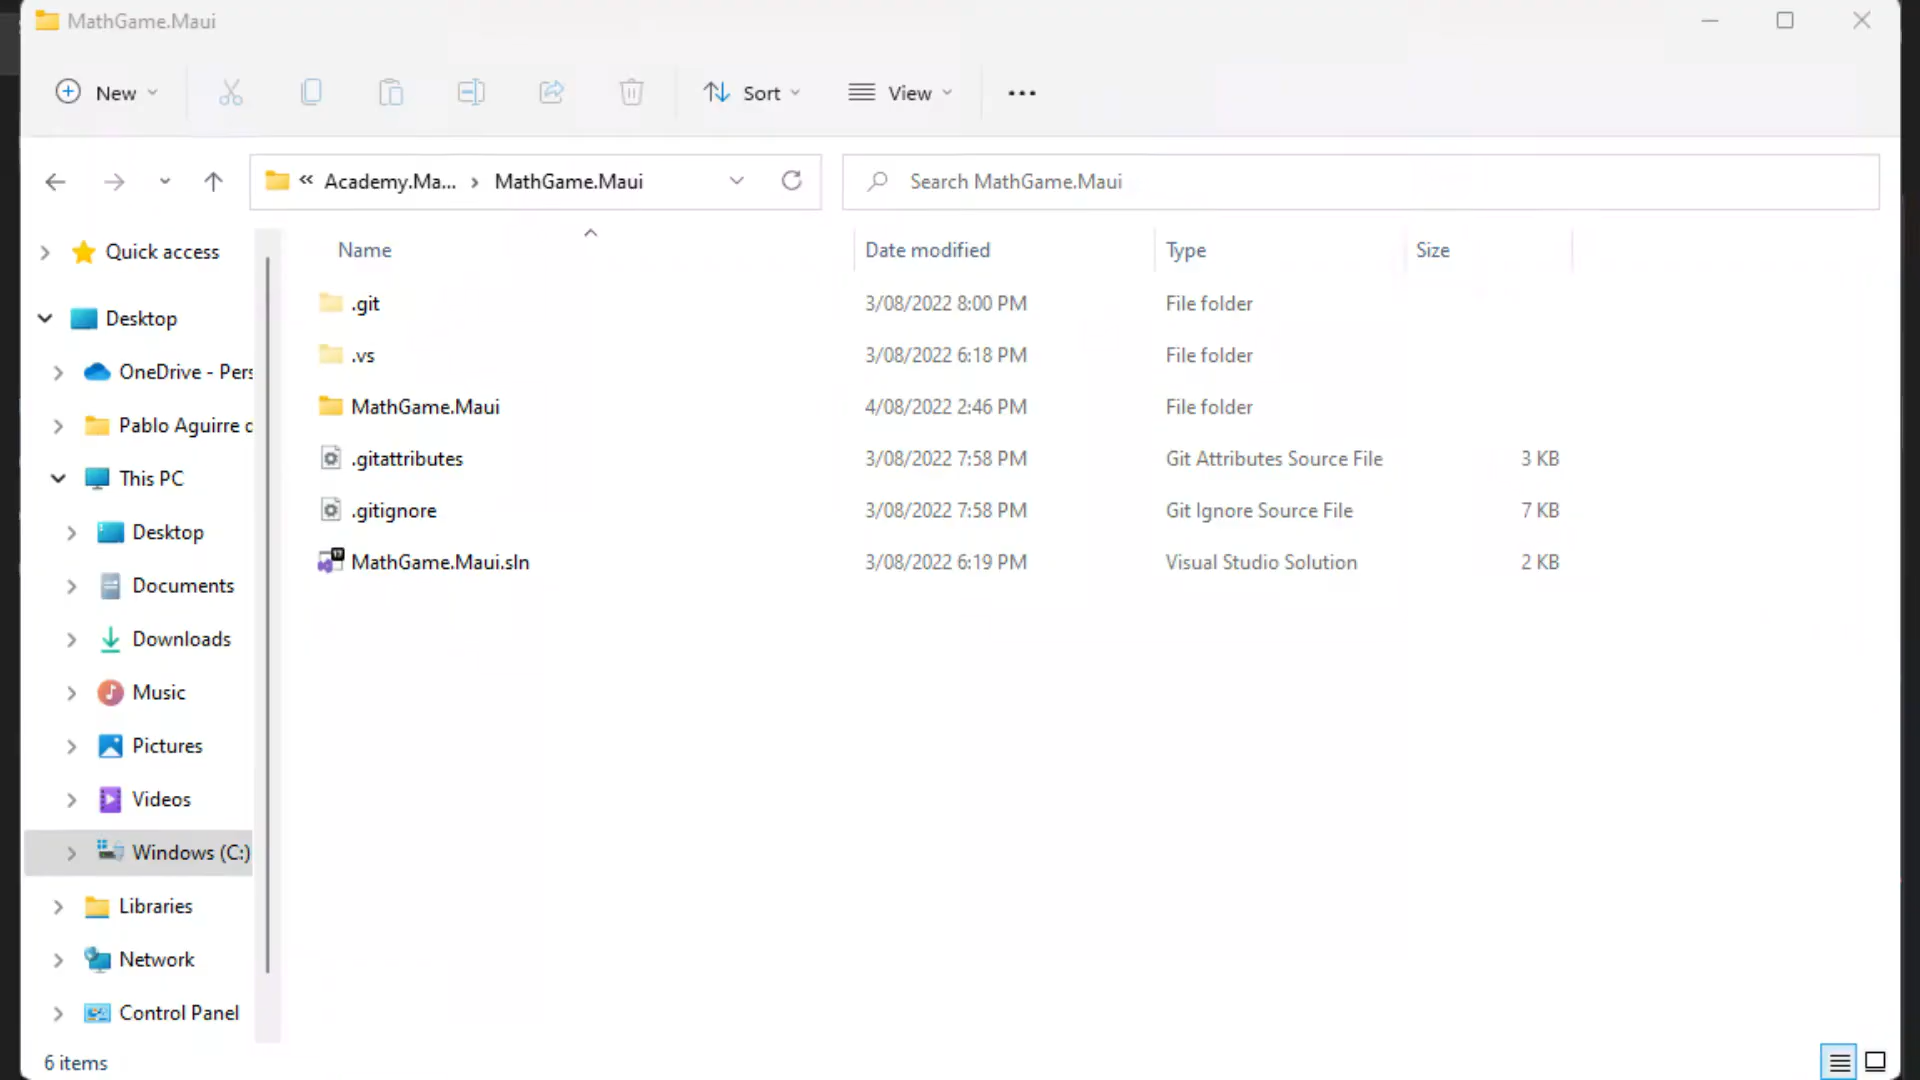 MathGame.Maui
New Sort View
« Academy.Ma... › MathGame.Maui Search MathGame.Maui
Quick access
Desktop
OneDrive - Pers
Pablo Aguirre
This PC
Desktop
Documents
Downloads
Music
Pictures
Videos
Windows (C:)
Libraries
Network
Control Panel
Name Date modified Type Size
.git 3/08/2022 8:00 PM File folder
.vs 3/08/2022 6:18 PM File folder
MathGame.Maui 4/08/2022 2:46 PM File folder
.gitattributes 3/08/2022 7:58 PM Git Attributes Source File 3 KB
.gitignore 3/08/2022 7:58 PM Git Ignore Source File 7 KB
MathGame.Maui.sln 3/08/2022 6:19 PM Visual Studio Solution 2 KB
6 items